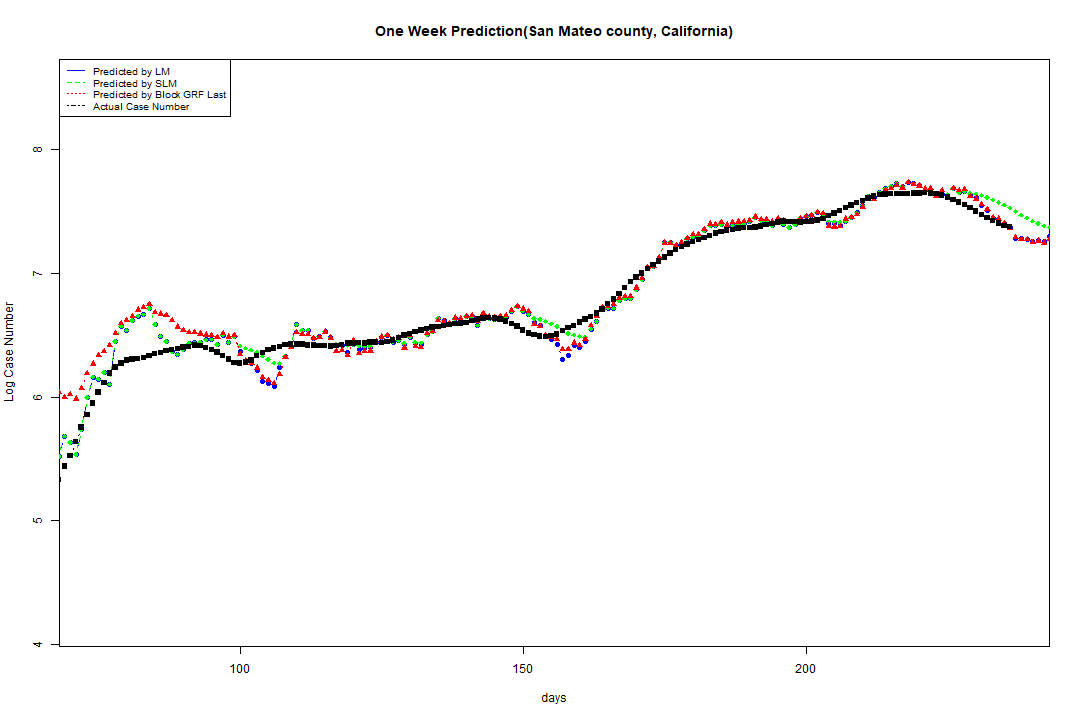 One Week Prediction(San Mateo county, California)
Predicted by LM
Predicted by SLM
Predicted by Block GRF Last
Actual Case Number
Log Case Number
8
7
6
5
4
100 150 200
days